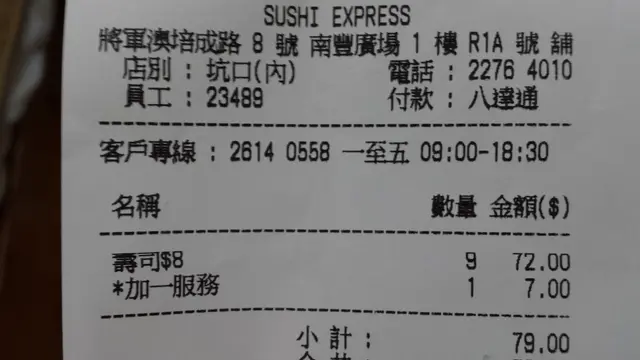 SUSHI EXPRESS
將軍澳培成路 8 號 南豐廣場 1 樓 R1A 號 舖
店別 : 坑口(內) 電話 : 2276 4010
員工 : 23489 付款 : 八達通
客戶專線 : 2614 0558 一至五 09:00-18:30
名稱 數量 金額($)
壽司$8 9 72.00
*加一服務 1 7.00
小 計 : 79.00